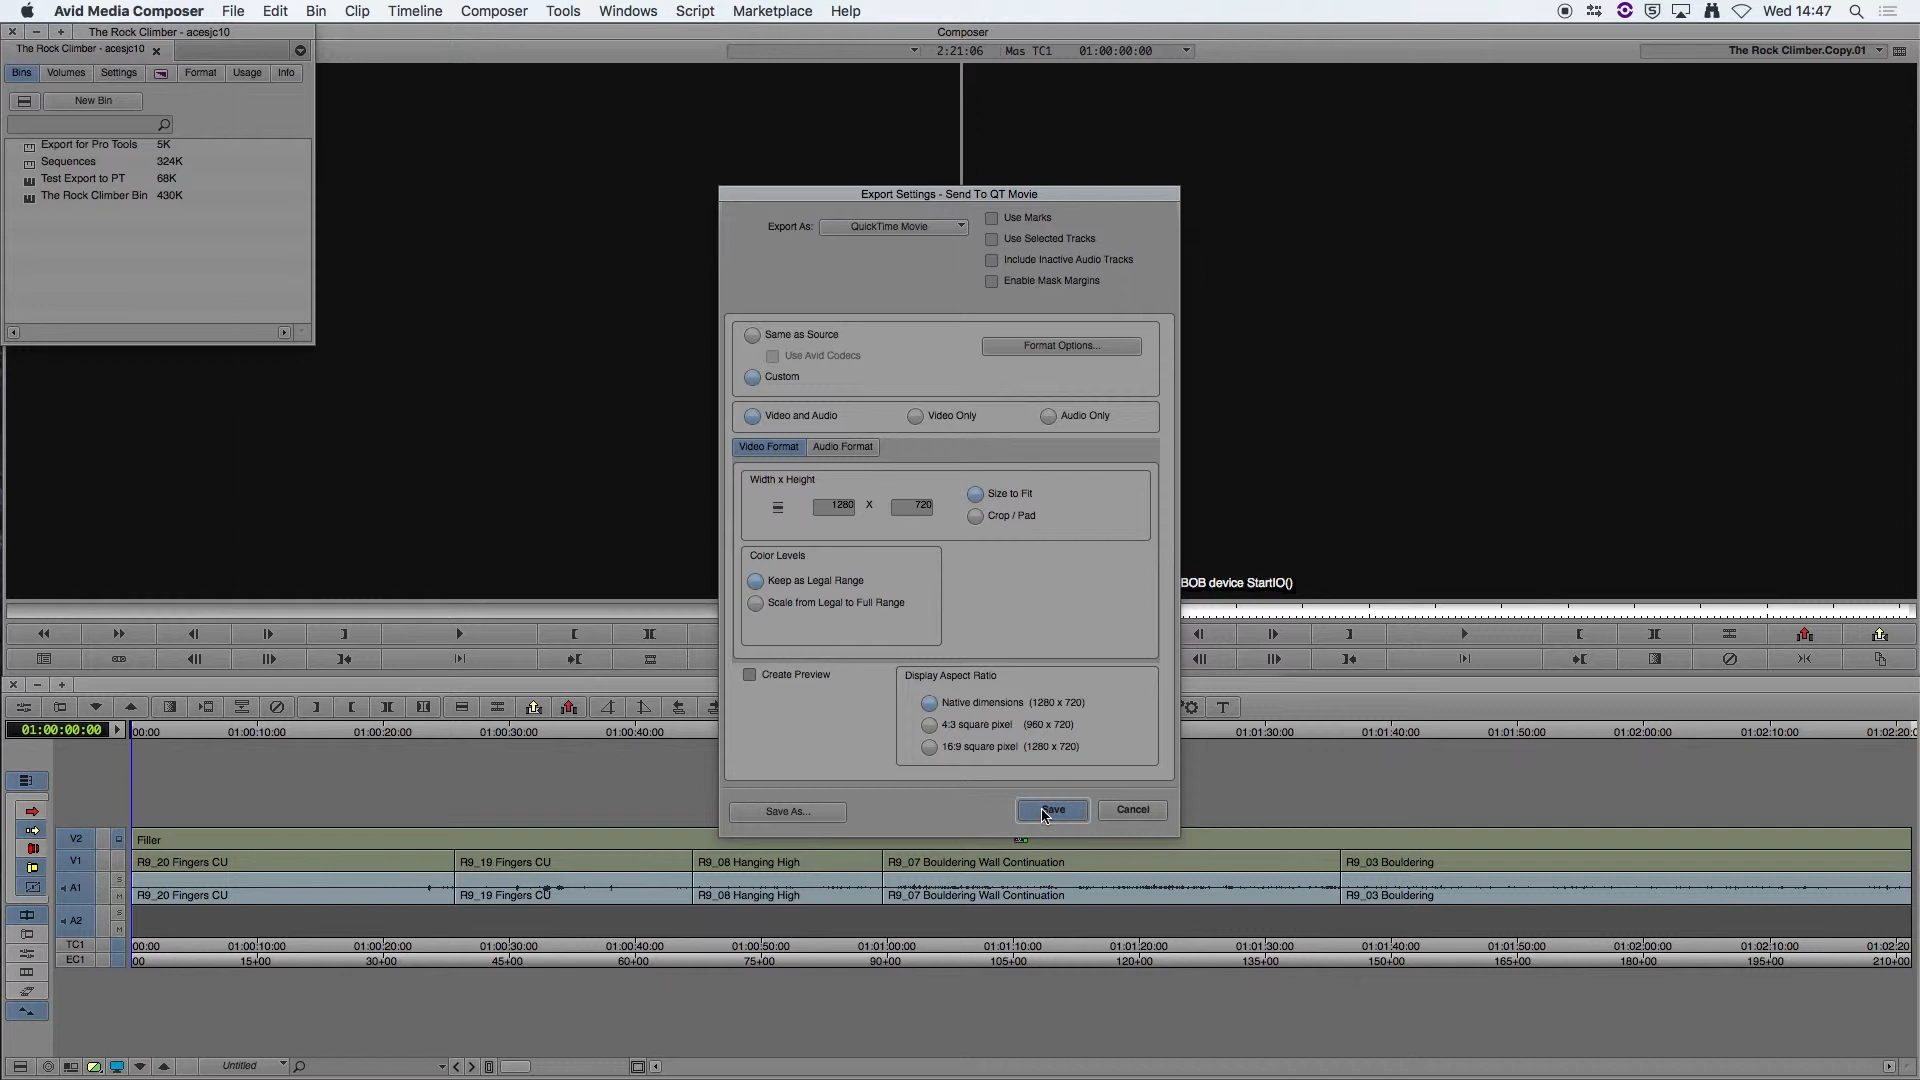 Avid Media Composer File Edit Bin Clip Timeline Composer Tools Windows Script Marketplace Help Wed 14:47
The Rock Climber - acesjc10
Composer
The Rock Climber - acesjc10
2:21:06 Mas TC1 01:00:00:00
The Rock Climber.Copy.01
Bins Volumes Settings Format Usage Info
New Bin
Export for Pro Tools 5K
Sequences 324K
Test Export to PT 68K
The Rock Climber Bin 430K
Export Settings - Send To QT Movie
Export As: QuickTime Movie
Use Marks
Use Selected Tracks
Include Inactive Audio Tracks
Enable Mask Margins
Same as Source
Use Avid Codecs
Custom
Format Options...
Video and Audio Video Only Audio Only
Video Format Audio Format
Width x Height
1280 X 720
Size to Fit
Crop / Pad
Color Levels
Keep as Legal Range
Scale from Legal to Full Range
BOB device StartIO()
Create Preview
Display Aspect Ratio
Native dimensions (1280 x 720)
4:3 square pixel (960 x 720)
16:9 square pixel (1280 x 720)
Save As... Save Cancel
01:00:00:00
00:00 01:00:10:00 01:00:20:00 01:00:30:00 01:00:40:00 01:01:30:00 01:01:40:00 01:01:50:00 01:02:00:00 01:02:10:00 01:02:20:0
V2 Filler
V1 R9_20 Fingers CU R9_19 Fingers CU R9_08 Hanging High R9_07 Bouldering Wall Continuation R9_03 Bouldering
A1 R9_20 Fingers CU R9_19 Fingers CU R9_08 Hanging High R9_07 Bouldering Wall Continuation R9_03 Bouldering
S
M
A2
S
M
TC1 00:00 01:00:10:00 01:00:20:00 01:00:30:00 01:00:40:00 01:00:50:00 01:01:00:00 01:01:10:00 01:01:20:00 01:01:30:00 01:01:40:00 01:01:50:00 01:02:00:00 01:02:10:00 01:02:20
EC1 00 15+00 30+00 45+00 60+00 75+00 90+00 105+00 120+00 135+00 150+00 165+00 180+00 195+00 210+00
Untitled